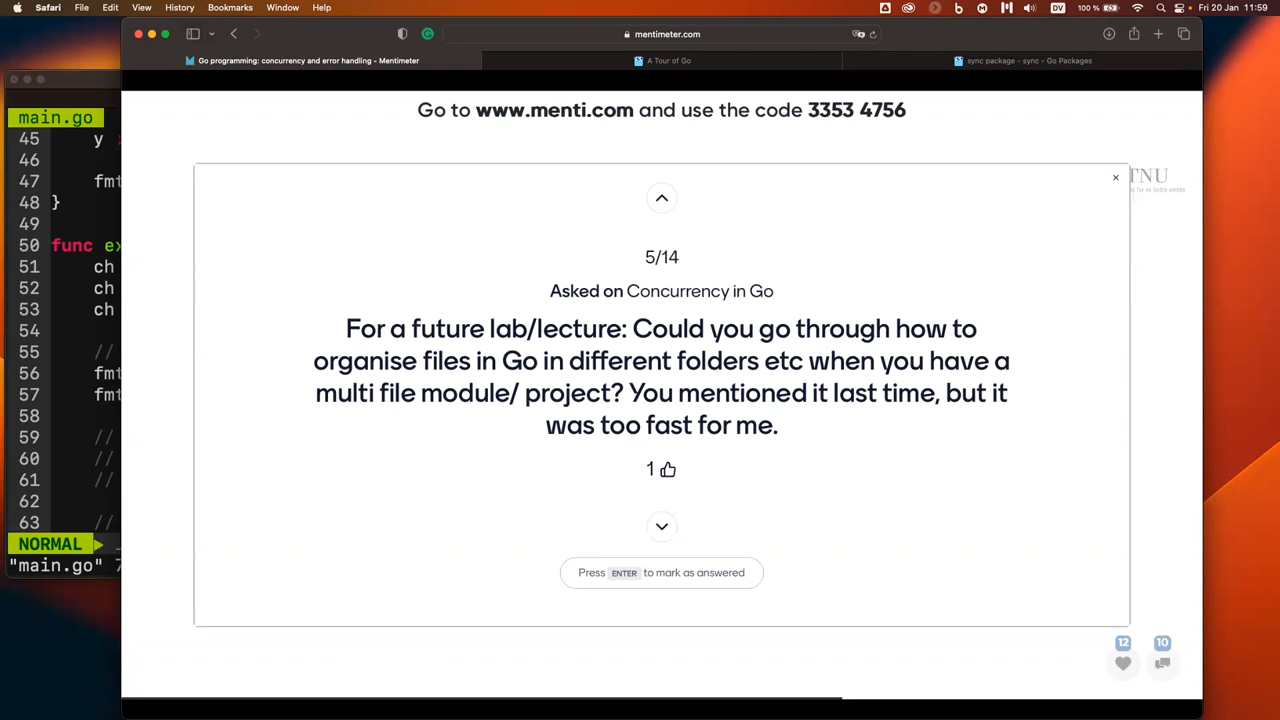 Safari File Edit View History Bookmarks Window Help DV 100 % Fri 20 Jan 11:59
mentimeter.com
Go programming: concurrency and error handling - Mentimeter
A Tour of Go
sync package - sync - Go Packages
main.go
45 y
46
47 fmt
48 }
49
50 func ex
51 ch
52 ch
53 ch
54
55 //
56 fmt
57 fmt
58
59 //
60 //
61 //
62
63 //
NORMAL
"main.go" 7
Go to www.menti.com and use the code 3353 4756
TNU
5/14
Asked on Concurrency in Go
For a future lab/lecture: Could you go through how to
organise files in Go in different folders etc when you have a
multi file module/ project? You mentioned it last time, but it
was too fast for me.
1
Press ENTER to mark as answered
12 10